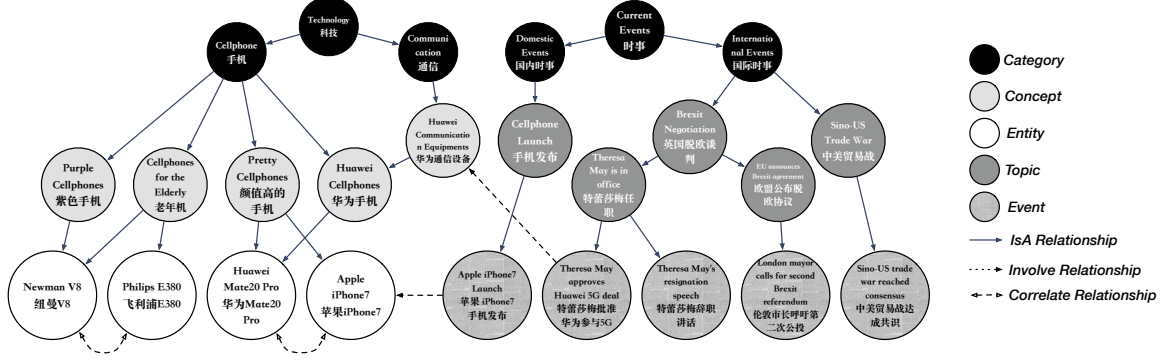 Technology
科技
Current
Events
时事
Cellphone
手机
Communi
cation
通信
Domestic
Events
国内时事
Internatio
nal Events
国际时事
Category
Concept
Entity
Topic
Event
IsA Relationship
Involve Relationship
Correlate Relationship
Huawei
Communicatio
n Equipments
华为通信设备
Cellphone
Launch
手机发布
Brexit
Negotiation
英国脱欧谈
判
Sino-US
Trade War
中美贸易战
Purple
Cellphones
紫色手机
Cellphones
for the
Elderly
老年机
Pretty
Cellphones
颜值高的
手机
Huawei
Cellphones
华为手机
Theresa
May is in
office
特蕾莎梅任
职
EU announces
Brexit agreement
欧盟公布脱
欧协议
Newman V8
纽曼V8
Philips E380
飞利浦E380
Huawei
Mate20 Pro
华为Mate20
Pro
Apple
iPhone7
苹果iPhone7
Apple iPhone7
Launch
苹果 iPhone7
手机发布
Theresa May
approves
Huawei 5G deal
特蕾莎梅批准
华为参与5G
Theresa May's
resignation
speech
特蕾莎梅辞职
讲话
London mayor
calls for second
Brexit
referendum
伦敦市长呼吁第
二次公投
Sino-US trade
war reached
consensus
中美贸易战达
成共识